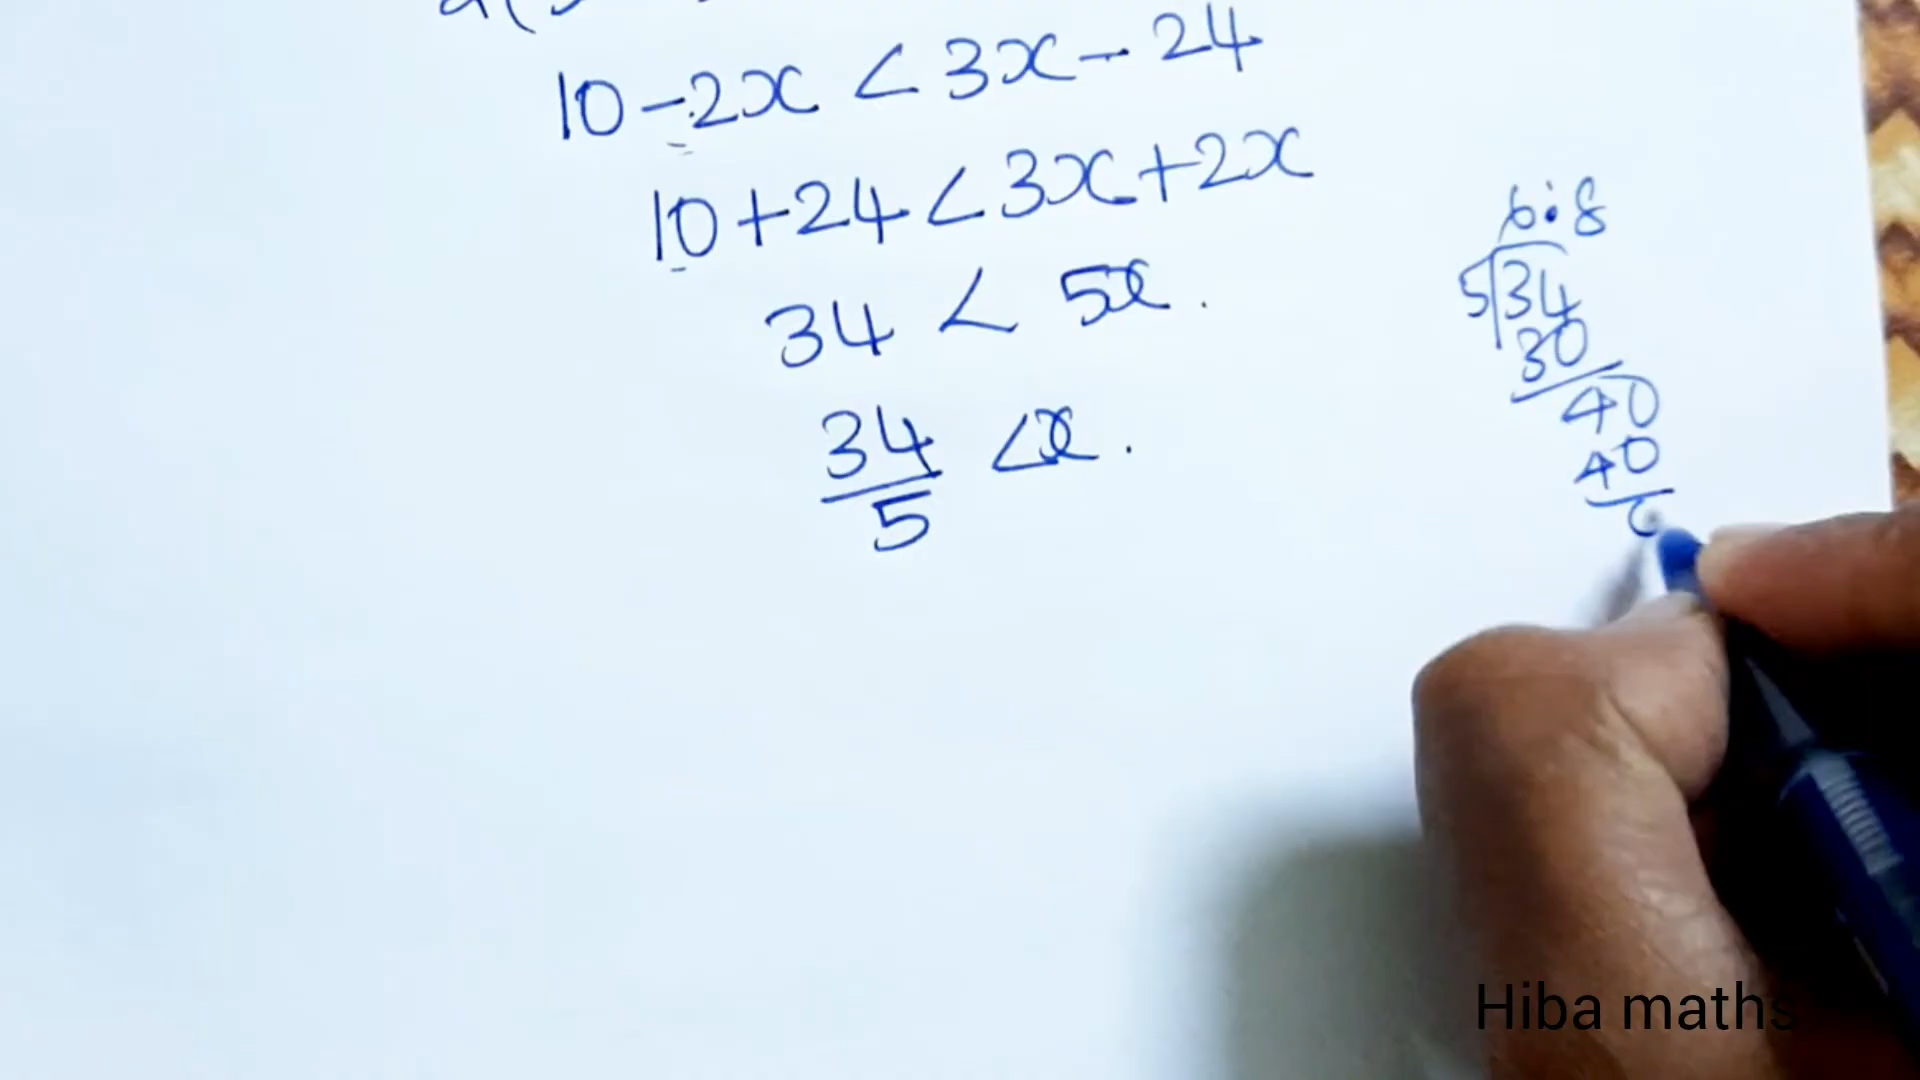 10-2x < 3x-24
10+24 < 3x+2x
34 < 5x.
34/5 < x.
6.8
5)34
30
40
40
0
Hiba maths